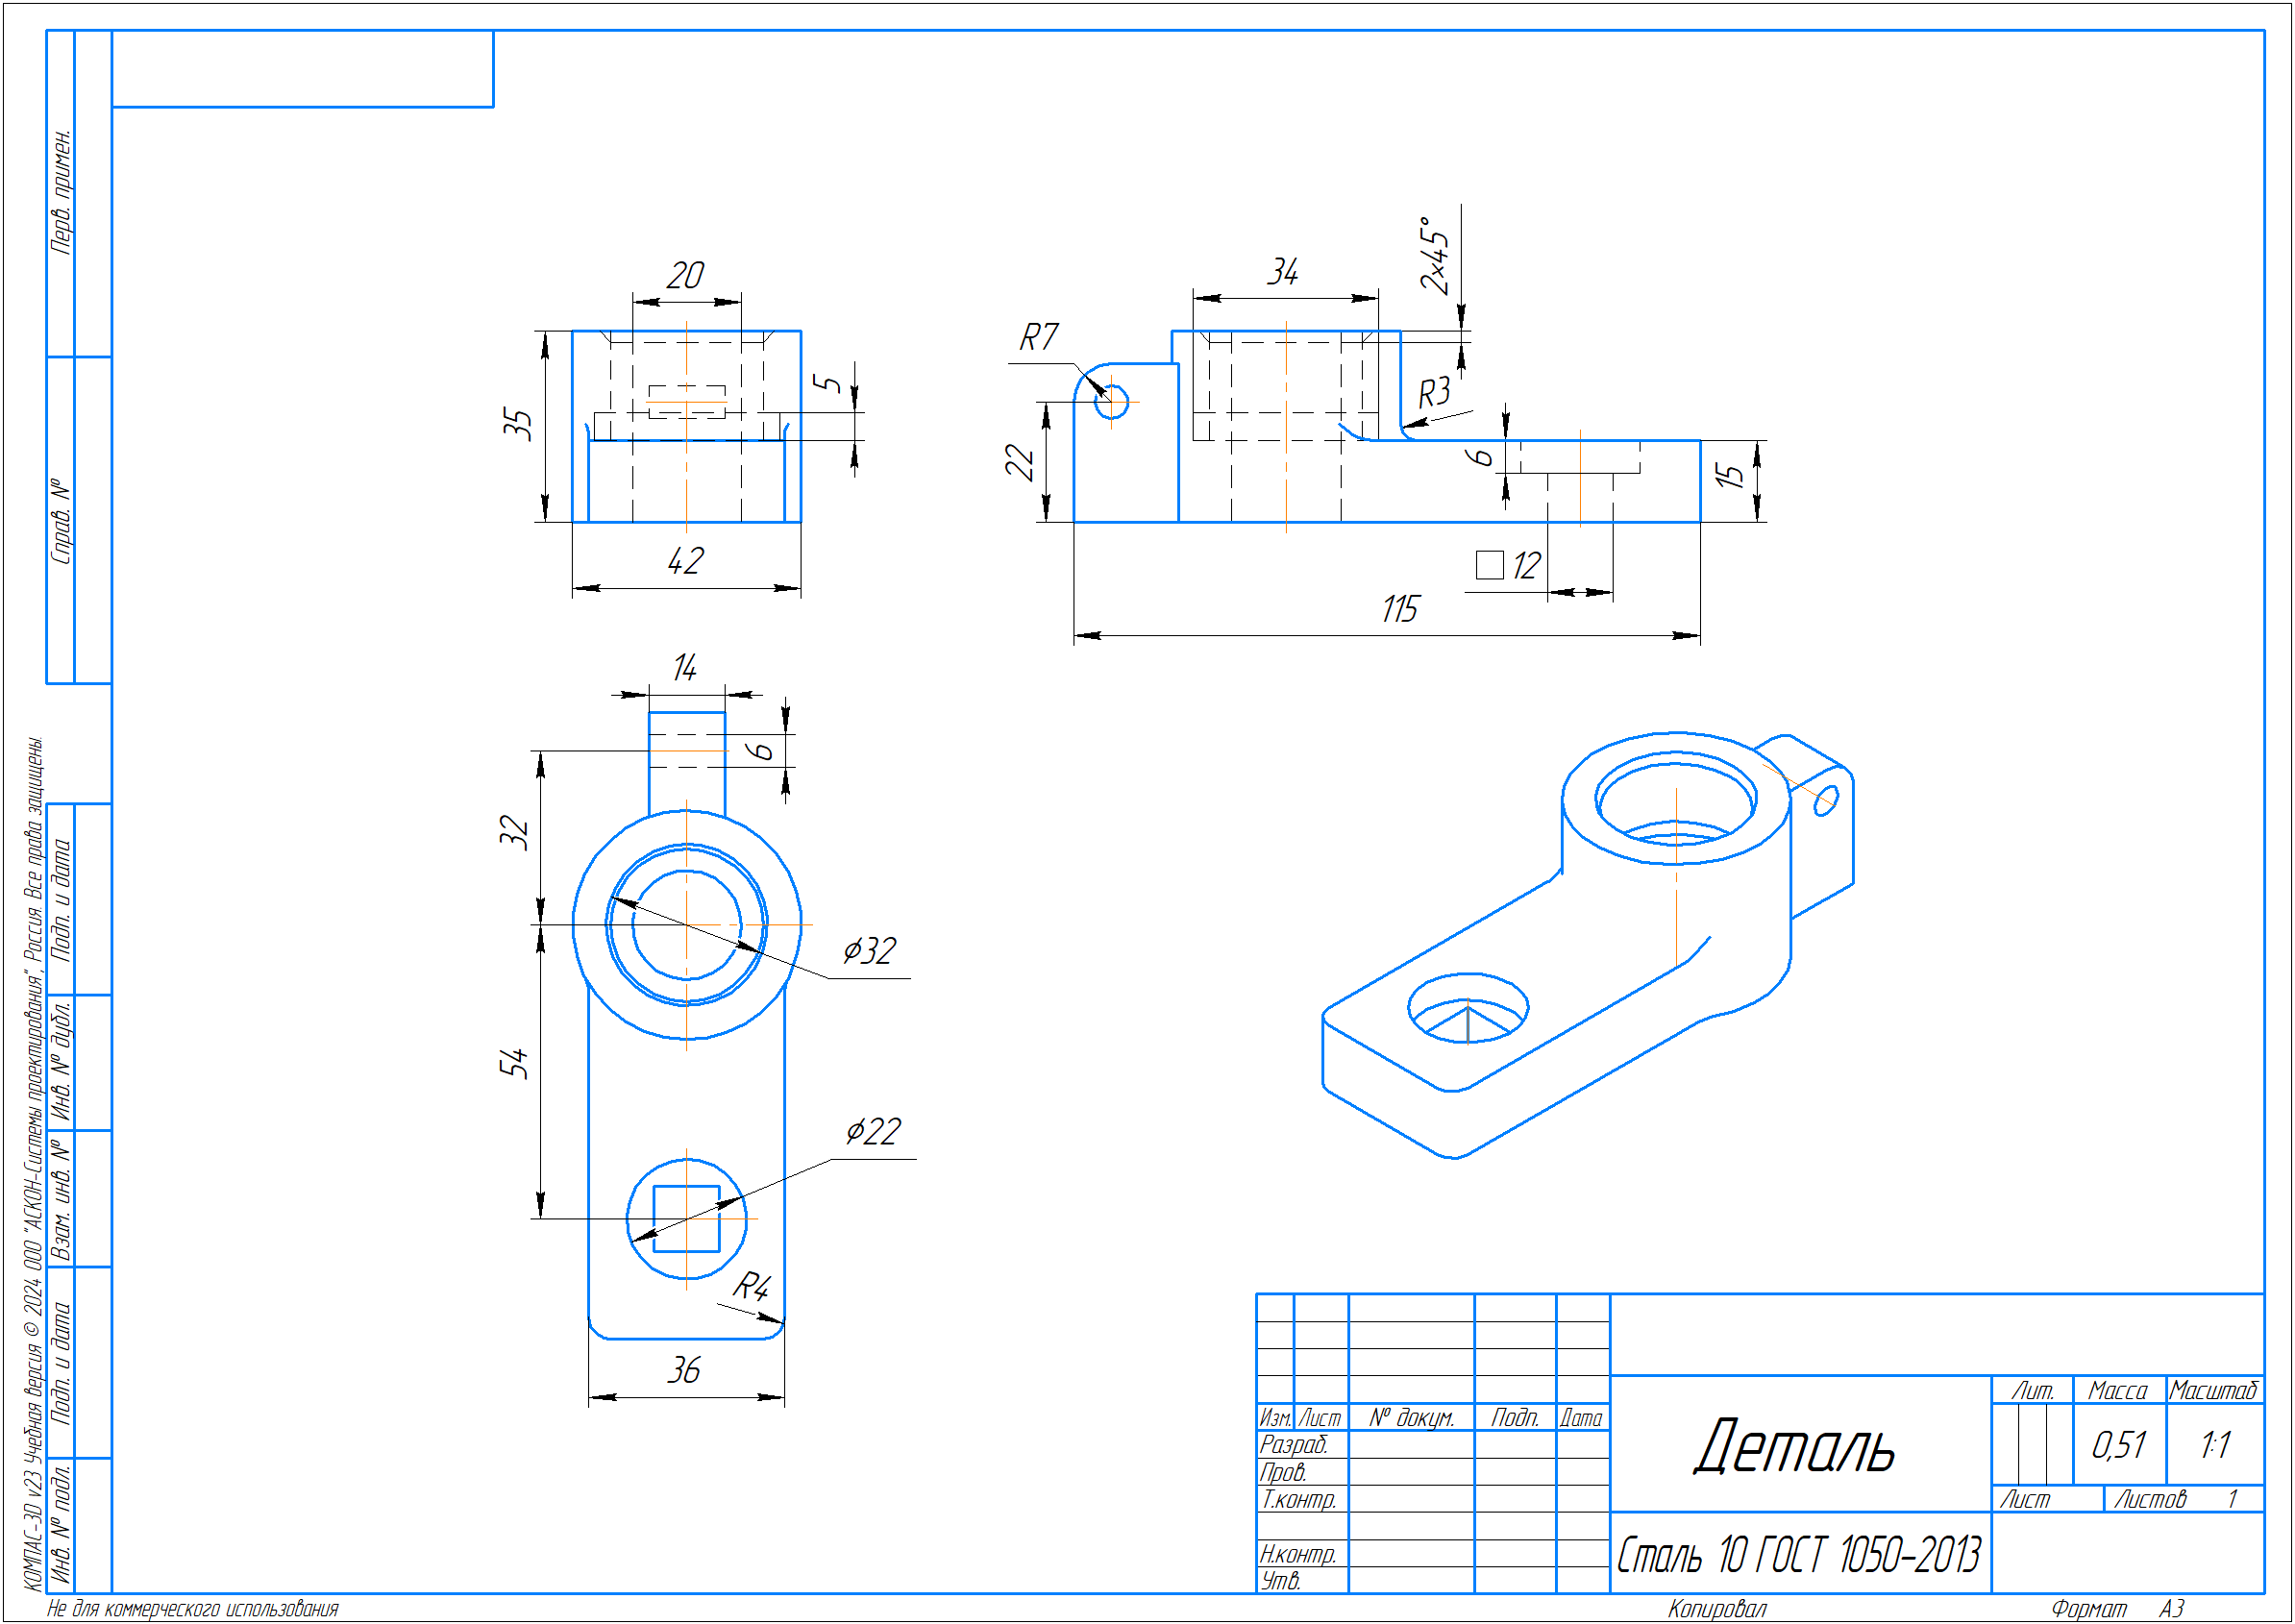 Перв. примен.
Справ. №
Подп. и дата
Инв. № дубл.
Взам. инв. №
Подп. и дата
Инв. № подл.
КОМПАС-3D v23 Учебная версия © 2024 ООО "АСКОН-Системы проектирования", Россия. Все права защищены.
20
35
5
42
34
2×45°
R7
R3
22
6
15
□12
115
14
6
32
⌀32
54
⌀22
R4
36
Изм. Лист № докум. Подп. Дата
Разраб.
Пров.
Т.контр.
Н.контр.
Утв.
Деталь
Сталь 10 ГОСТ 1050-2013
Лит. Масса Масштаб
0,51 1:1
Лист Листов 1
Не для коммерческого использования
Копировал
Формат А3